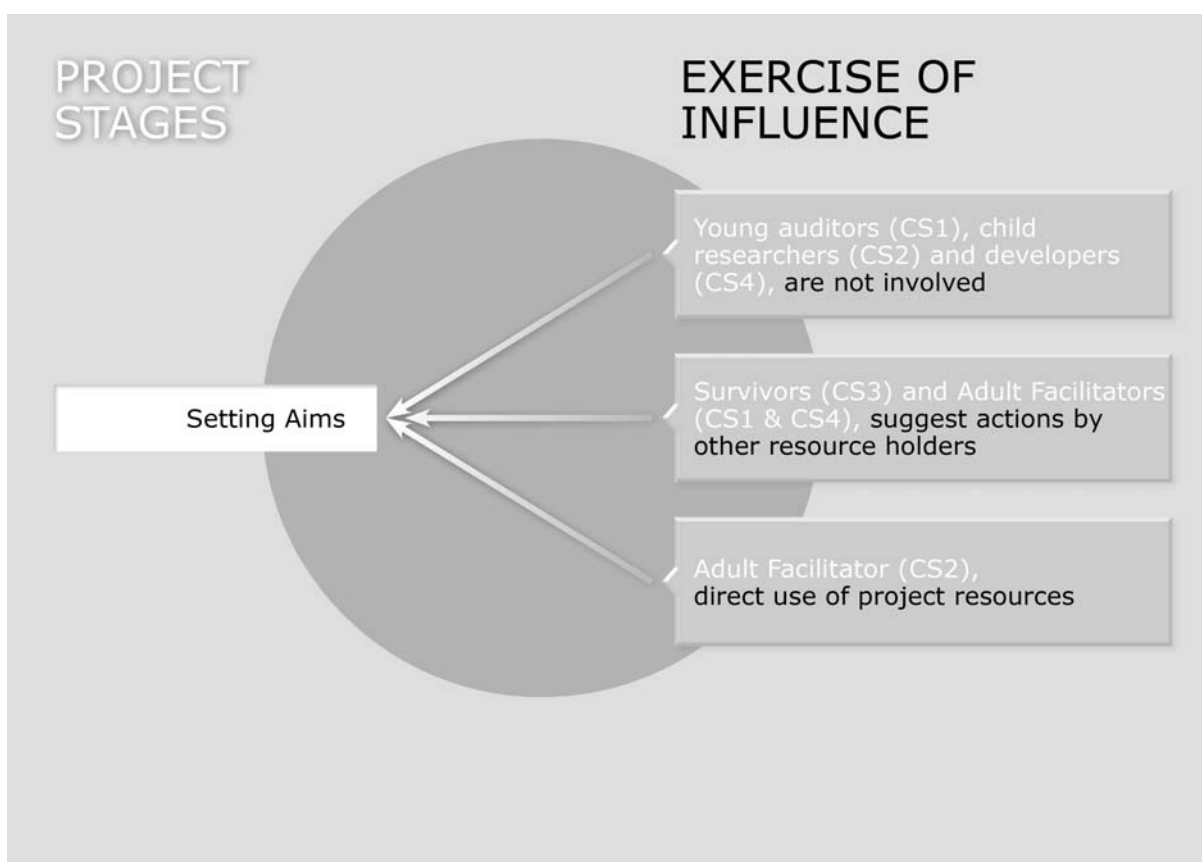 PROJECT
STAGES
EXERCISE OF
INFLUENCE
Young auditors (CS1), child
researchers (CS2) and developers
(CS4), are not involved
Setting Aims
Survivors (CS3) and Adult Facilitators
(CS1 & CS4), suggest actions by
other resource holders
Adult Facilitator (CS2),
direct use of project resources